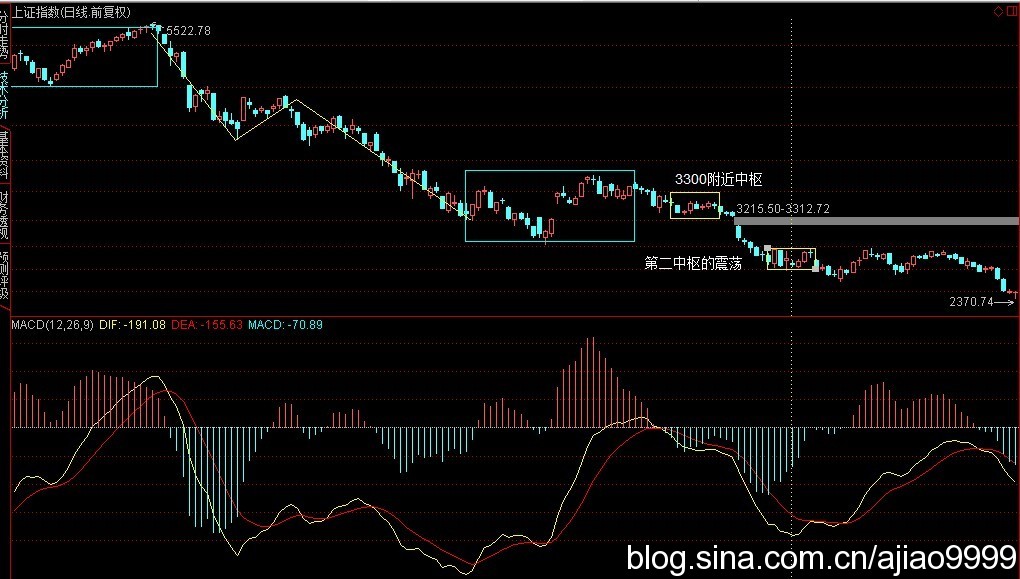 上证指数(日线.前复权)
5522.78
分时走势
技术分析
基本资料
财务透视
预测评级
3300附近中枢
3215.50-3312.72
第二中枢的震荡
2370.74
MACD(12,26,9) DIF: -191.08 DEA: -155.63 MACD: -70.89
blog.sina.com.cn/ajiao9999